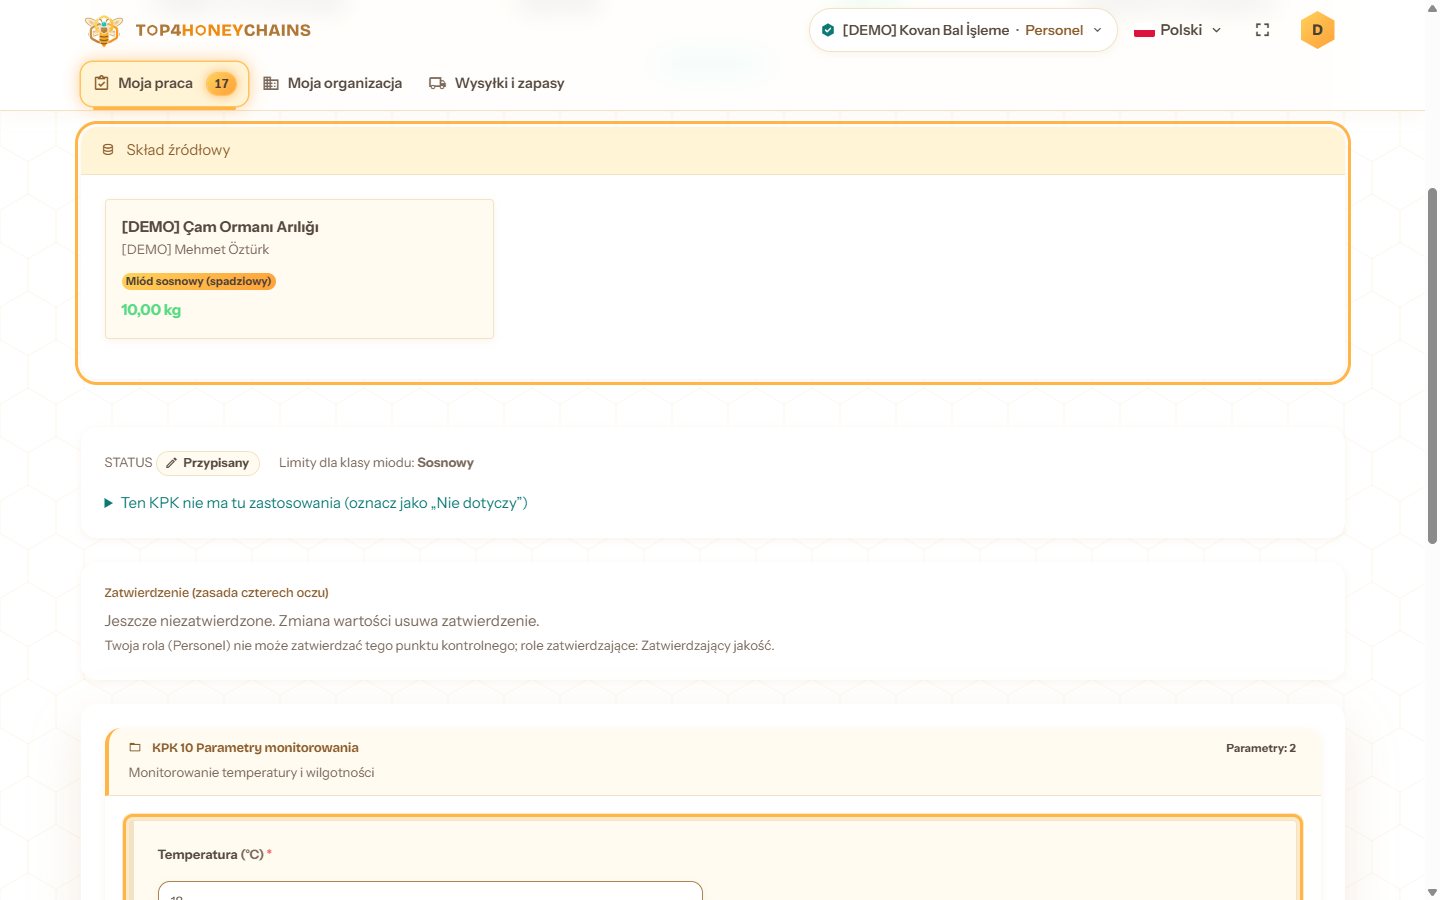 TOP4HONEYCHAINS
[DEMO] Kovan Bal İşleme · Personel
Polski
D
Moja praca 17
Moja organizacja
Wysyłki i zapasy
Skład źródłowy
[DEMO] Çam Ormanı Arılığı
[DEMO] Mehmet Öztürk
Miód sosnowy (spadziowy)
10,00 kg
STATUS Przypisany Limity dla klasy miodu: Sosnowy
Ten KPK nie ma tu zastosowania (oznacz jako „Nie dotyczy”)
Zatwierdzenie (zasada czterech oczu)
Jeszcze niezatwierdzone. Zmiana wartości usuwa zatwierdzenie.
Twoja rola (Personel) nie może zatwierdzać tego punktu kontrolnego; role zatwierdzające: Zatwierdzający jakość.
KPK 10 Parametry monitorowania
Parametry: 2
Monitorowanie temperatury i wilgotności
Temperatura (°C) *